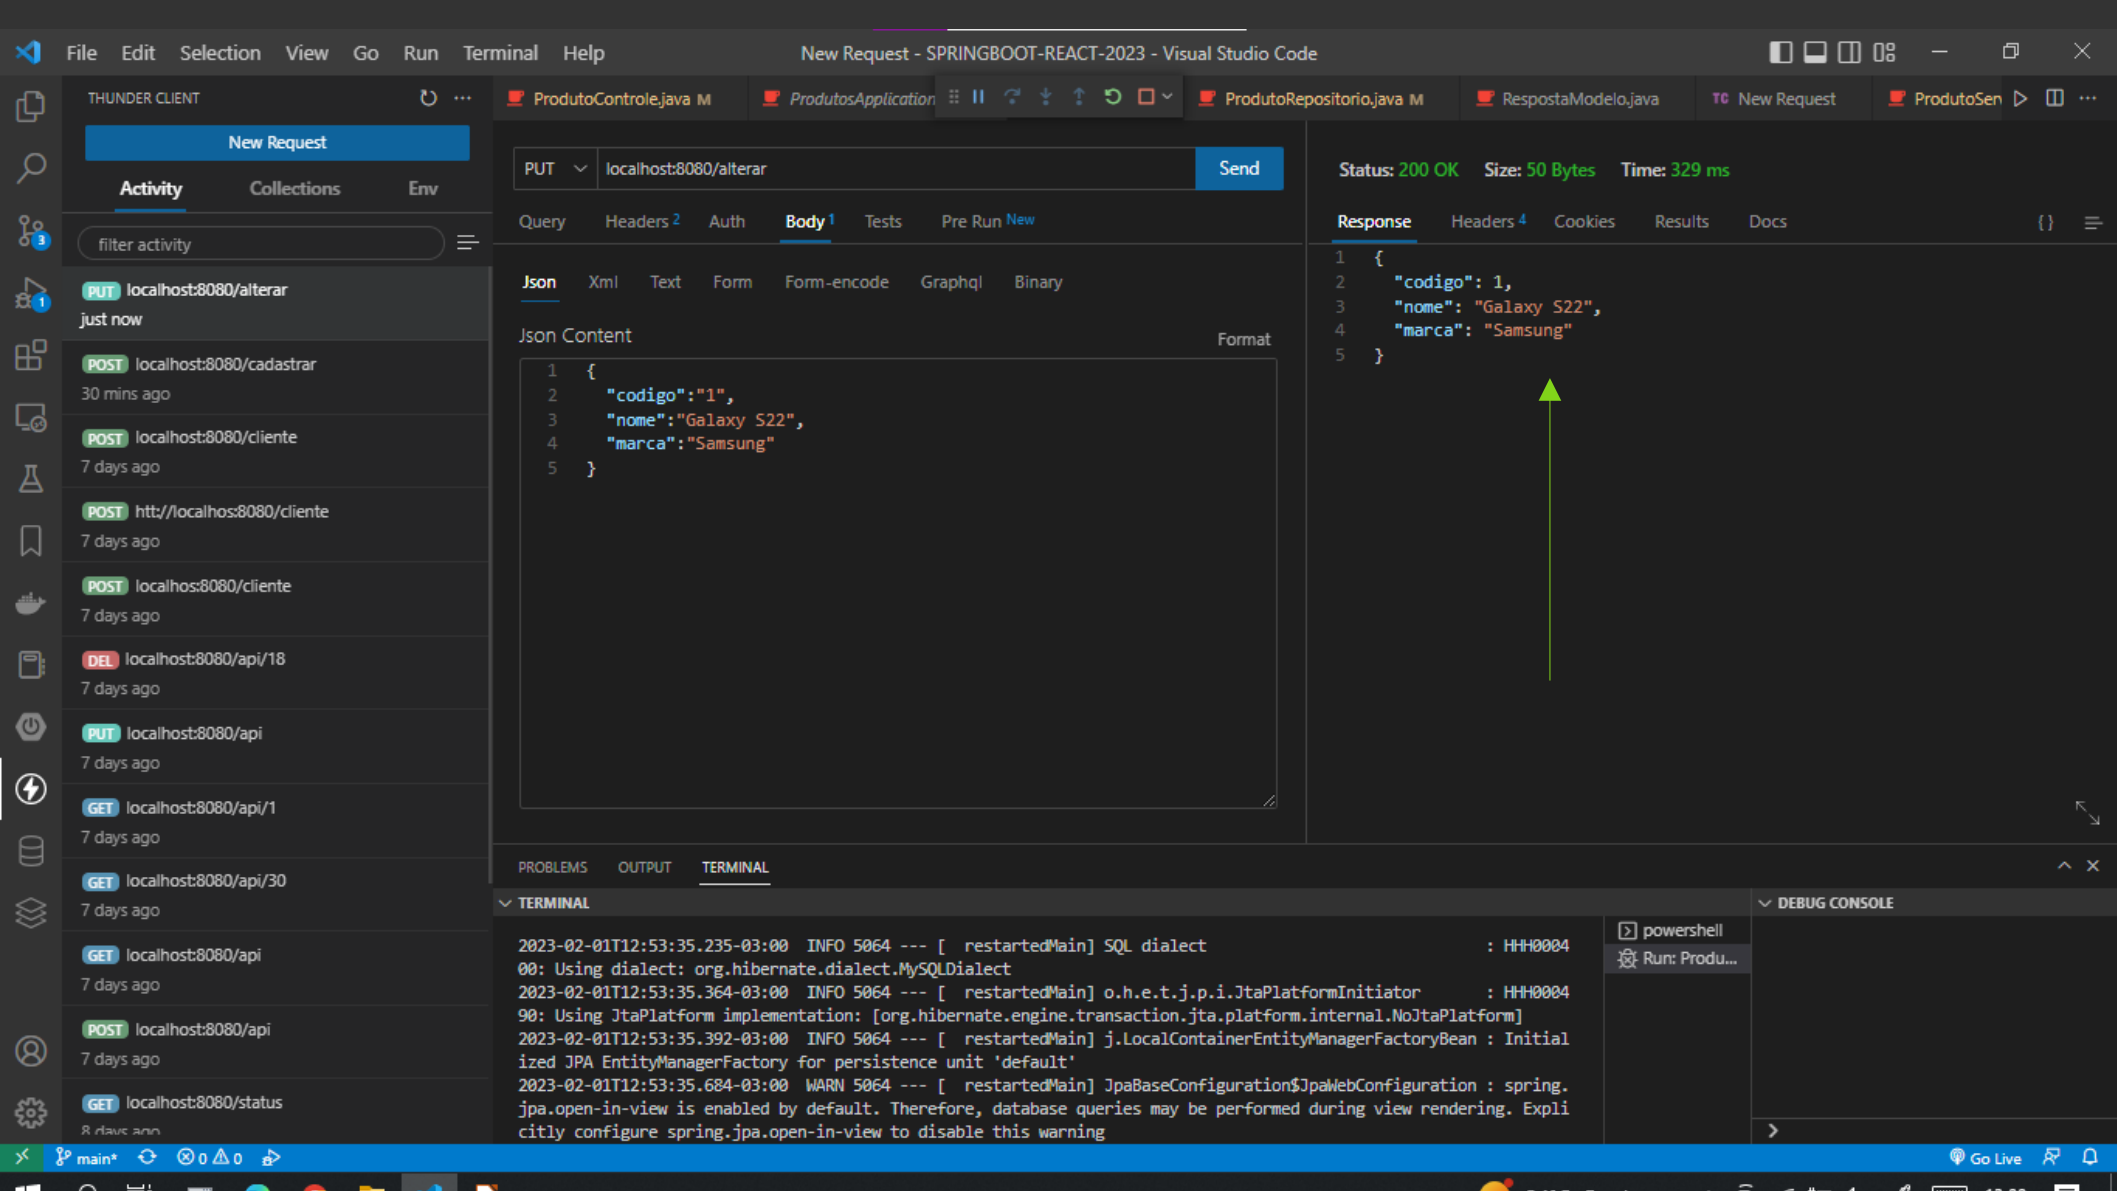 File Edit Selection View Go Run Terminal Help
New Request - SPRINGBOOT-REACT-2023 - Visual Studio Code
THUNDER CLIENT
New Request
Activity Collections Env
filter activity
PUT localhost:8080/alterar
just now
POST localhost:8080/cadastrar
30 mins ago
POST localhost:8080/cliente
7 days ago
POST htt://localhos:8080/cliente
7 days ago
POST localhos:8080/cliente
7 days ago
DEL localhost:8080/api/18
7 days ago
PUT localhost:8080/api
7 days ago
GET localhost:8080/api/1
7 days ago
GET localhost:8080/api/30
7 days ago
GET localhost:8080/api
7 days ago
POST localhost:8080/api
7 days ago
GET localhost:8080/status
8 days ago
ProdutoControle.java M ProdutosApplication ProdutoRepositorio.java M RespostaModelo.java TC New Request ProdutoSer
PUT localhost:8080/alterar Send
Query Headers 2 Auth Body 1 Tests Pre Run New
Json Xml Text Form Form-encode Graphql Binary
Json Content
Format
1 {
2 "codigo":"1",
3 "nome":"Galaxy S22",
4 "marca":"Samsung"
5 }
Status: 200 OK Size: 50 Bytes Time: 329 ms
Response Headers 4 Cookies Results Docs {}
1 {
2 "codigo": 1,
3 "nome": "Galaxy S22",
4 "marca": "Samsung"
5 }
PROBLEMS OUTPUT TERMINAL
TERMINAL
2023-02-01T12:53:35.235-03:00 INFO 5064 --- [ restartedMain] SQL dialect : HHH0004
00: Using dialect: org.hibernate.dialect.MySQLDialect
2023-02-01T12:53:35.364-03:00 INFO 5064 --- [ restartedMain] o.h.e.t.j.p.i.JtaPlatformInitiator : HHH0004
90: Using JtaPlatform implementation: [org.hibernate.engine.transaction.jta.platform.internal.NoJtaPlatform]
2023-02-01T12:53:35.392-03:00 INFO 5064 --- [ restartedMain] j.LocalContainerEntityManagerFactoryBean : Initial
ized JPA EntityManagerFactory for persistence unit 'default'
2023-02-01T12:53:35.684-03:00 WARN 5064 --- [ restartedMain] JpaBaseConfiguration$JpaWebConfiguration : spring.
jpa.open-in-view is enabled by default. Therefore, database queries may be performed during view rendering. Expli
citly configure spring.jpa.open-in-view to disable this warning
powershell
Run: Produ...
DEBUG CONSOLE
3
1
main* 0 0
Go Live